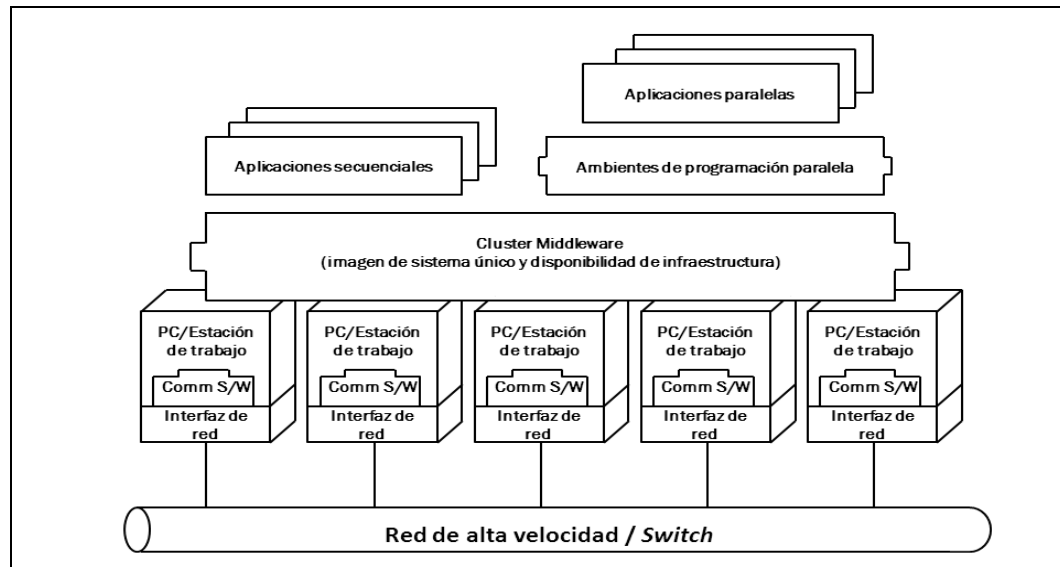 Aplicaciones paralelas
Aplicaciones secuenciales
Ambientes de programación paralela
Cluster Middleware
(imagen de sistema único y disponibilidad de infraestructura)
PC/Estación
de trabajo
Comm S/W
Interfaz de
red
PC/Estación
de trabajo
Comm S/W
Interfaz de
red
PC/Estación
de trabajo
Comm S/W
Interfaz de
red
PC/Estación
de trabajo
Comm S/W
Interfaz de
red
PC/Estación
de trabajo
Comm S/W
Interfaz de
red
Red de alta velocidad / Switch